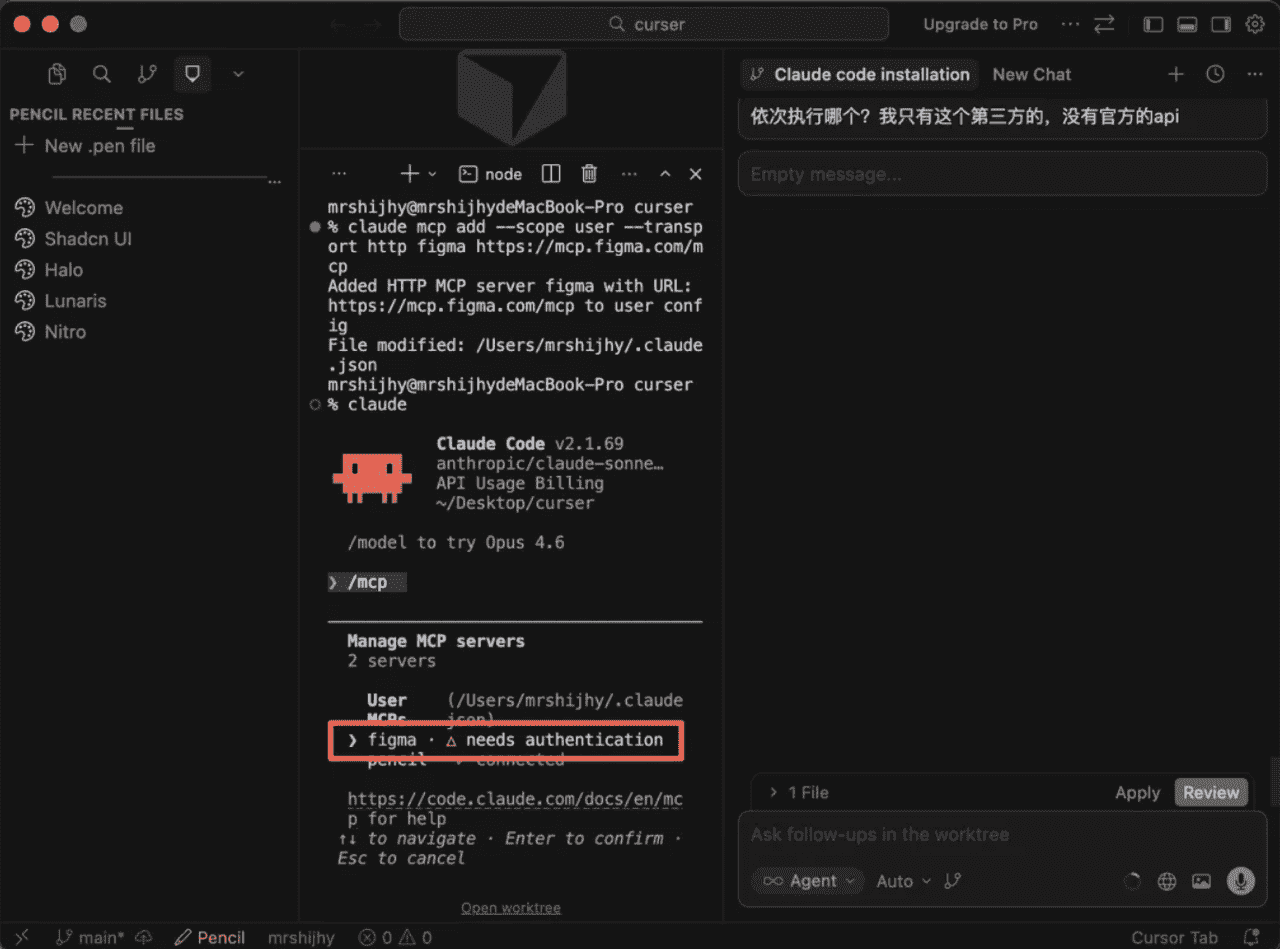 curser
Upgrade to Pro
PENCIL RECENT FILES
New .pen file
Welcome
Shadcn UI
Halo
Lunaris
Nitro
node
mrshijhy@mrshijhydeMacBook-Pro curser
% claude mcp add --scope user --transp
ort http figma https://mcp.figma.com/m
cp
Added HTTP MCP server figma with URL:
https://mcp.figma.com/mcp to user conf
ig
File modified: /Users/mrshijhy/.claude
.json
mrshijhy@mrshijhydeMacBook-Pro curser
% claude
Claude Code v2.1.69
anthropic/claude-sonne…
API Usage Billing
~/Desktop/curser
/model to try Opus 4.6
❯ /mcp
Manage MCP servers
2 servers
User (/Users/mrshijhy/.claude
MCPs json)
❯ figma · △ needs authentication
pencil ✓ connected
https://code.claude.com/docs/en/mc
p for help
↑↓ to navigate · Enter to confirm ·
Esc to cancel
Open worktree
Claude code installation
New Chat
依次执行哪个？我只有这个第三方的，没有官方的api
Empty message...
1 File
Apply
Review
Ask follow-ups in the worktree
Agent
Auto
main*
Pencil
mrshijhy
0
0
Cursor Tab